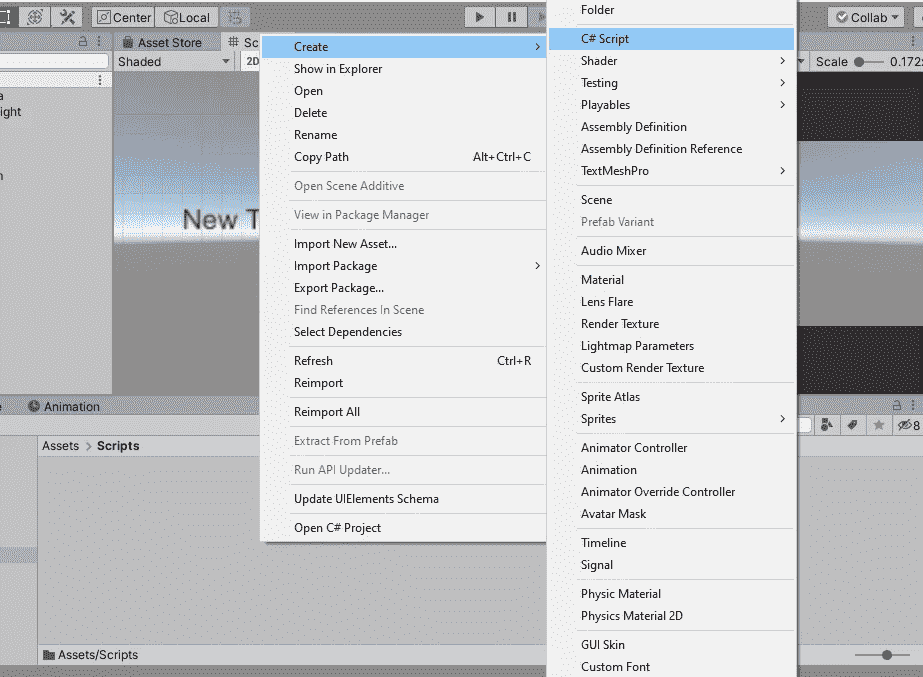 Center
Local
Collab
Asset Store
Sc
Shaded
2D
Scale
0.172
a
ight
n
New T
Create
Show in Explorer
Open
Delete
Rename
Copy Path Alt+Ctrl+C
Open Scene Additive
View in Package Manager
Import New Asset...
Import Package
Export Package...
Find References In Scene
Select Dependencies
Refresh Ctrl+R
Reimport
Reimport All
Extract From Prefab
Run API Updater...
Update UIElements Schema
Open C# Project
Folder
C# Script
Shader
Testing
Playables
Assembly Definition
Assembly Definition Reference
TextMeshPro
Scene
Prefab Variant
Audio Mixer
Material
Lens Flare
Render Texture
Lightmap Parameters
Custom Render Texture
Sprite Atlas
Sprites
Animator Controller
Animation
Animator Override Controller
Avatar Mask
Timeline
Signal
Physic Material
Physics Material 2D
GUI Skin
Custom Font
e
Animation
8
Assets > Scripts
Assets/Scripts